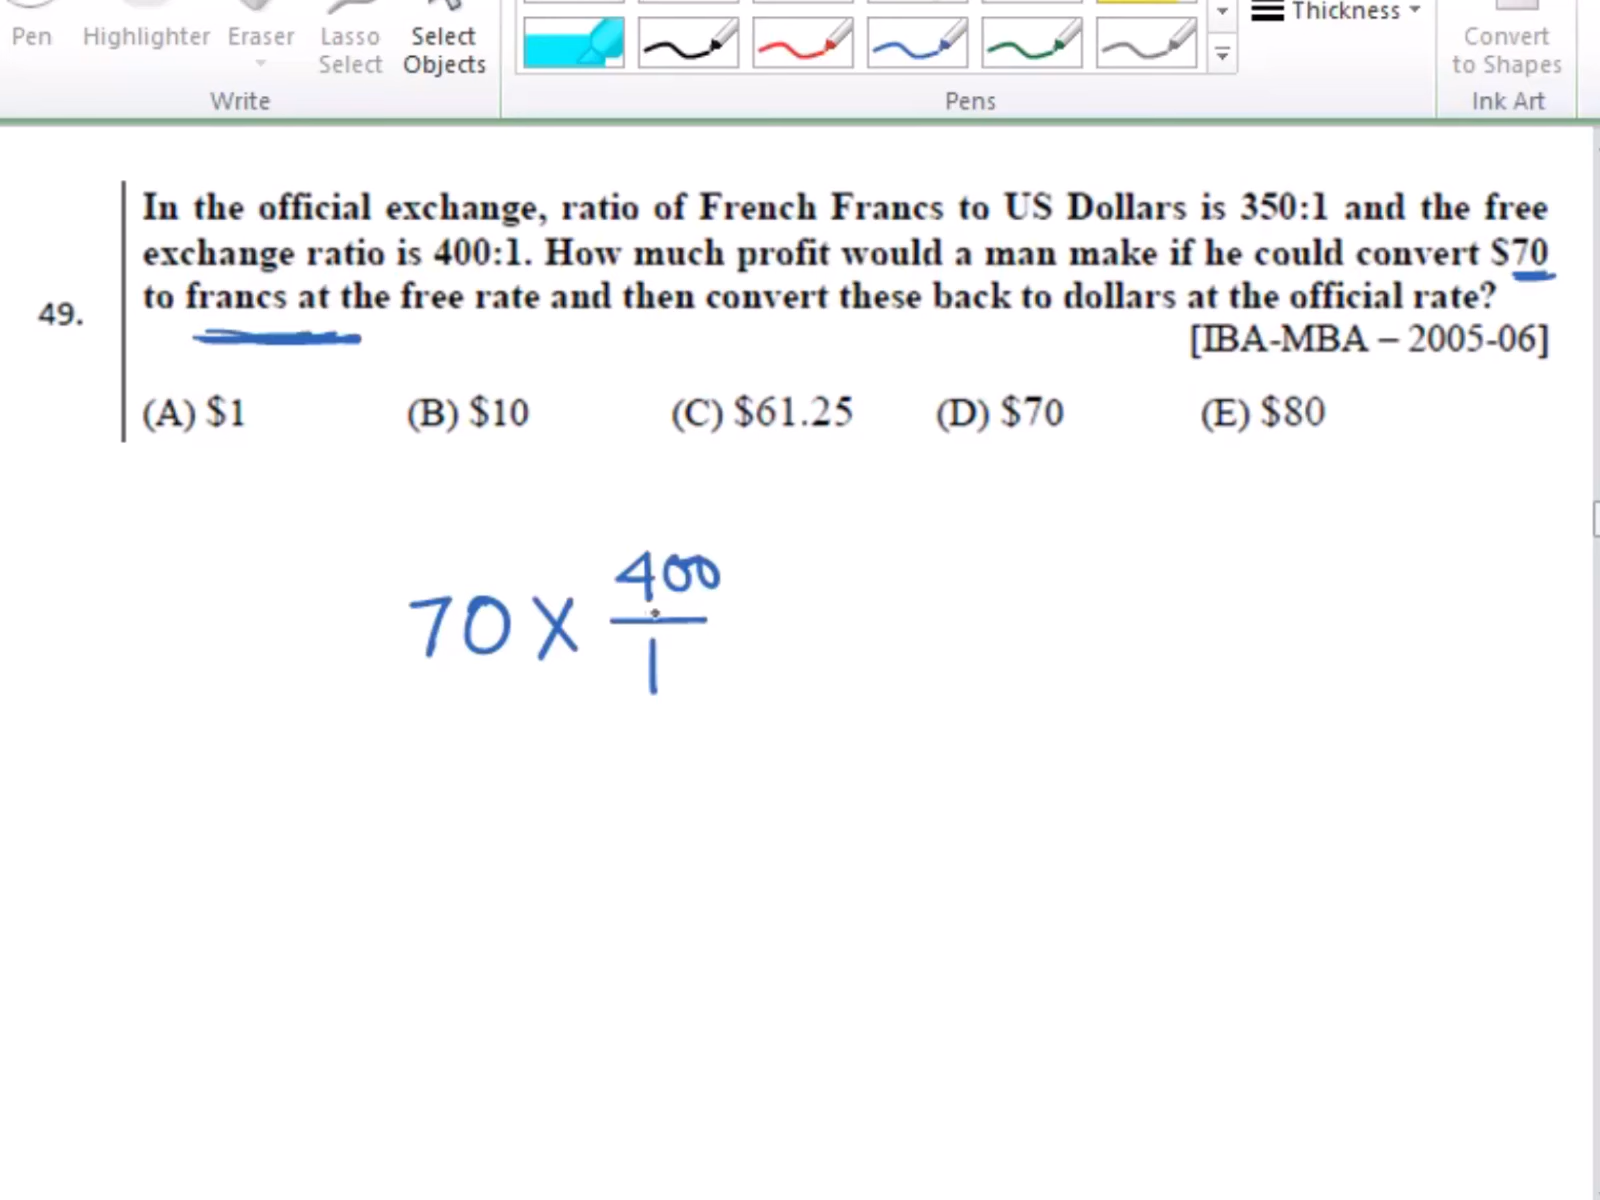 Pen Highlighter Eraser Lasso Select Select Objects
Thickness
Convert to Shapes
Write Pens Ink Art
49.
In the official exchange, ratio of French Francs to US Dollars is 350:1 and the free
exchange ratio is 400:1. How much profit would a man make if he could convert $70
to francs at the free rate and then convert these back to dollars at the official rate?
[IBA-MBA – 2005-06]
(A) $1 (B) $10 (C) $61.25 (D) $70 (E) $80
400
70 X
1